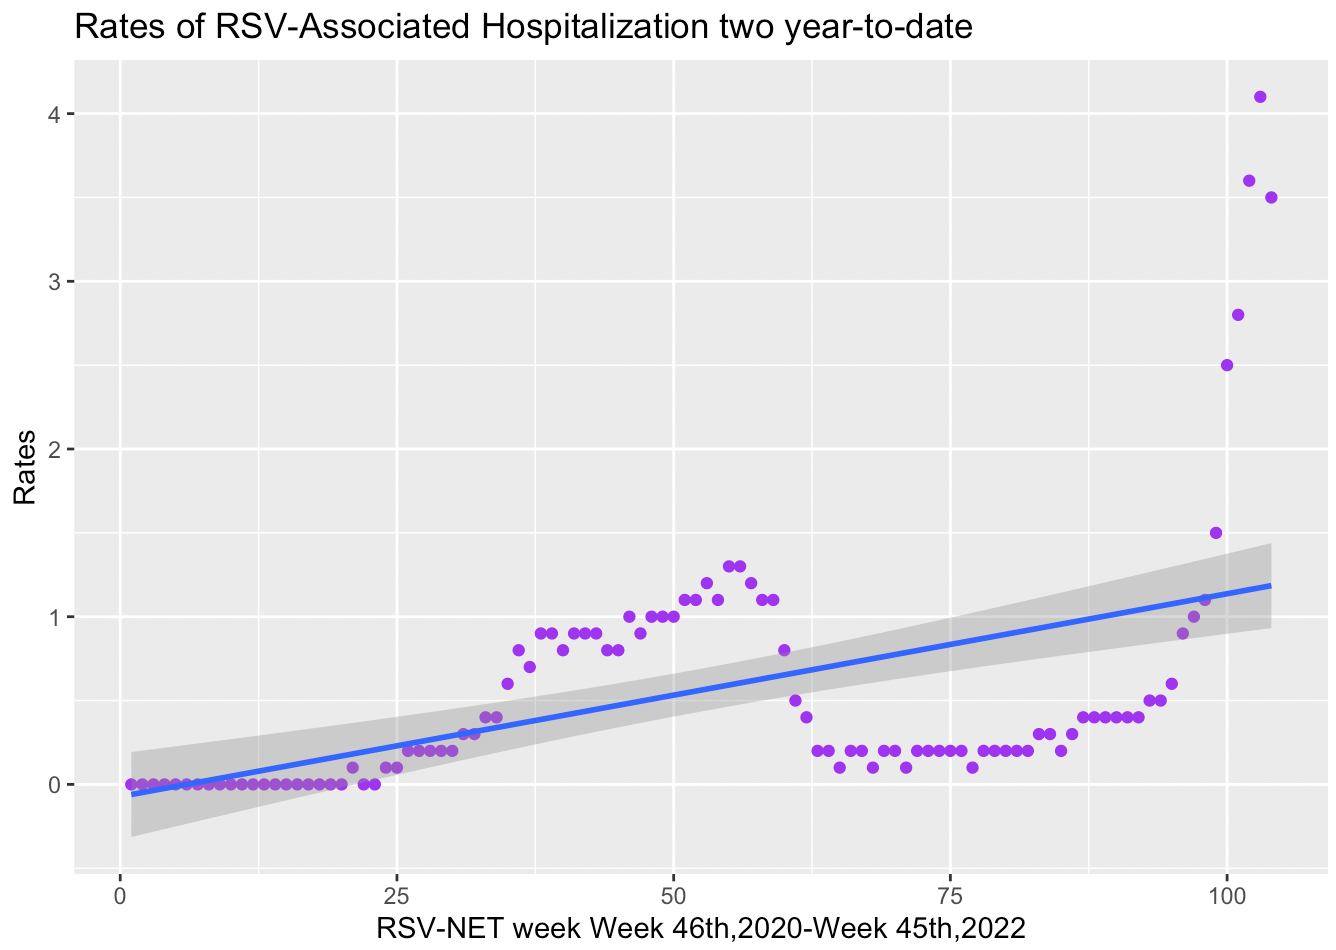 Rates of RSV-Associated Hospitalization two year-to-date
4
3
2
1
0
Rates
0 25 50 75 100
RSV-NET week Week 46th,2020-Week 45th,2022